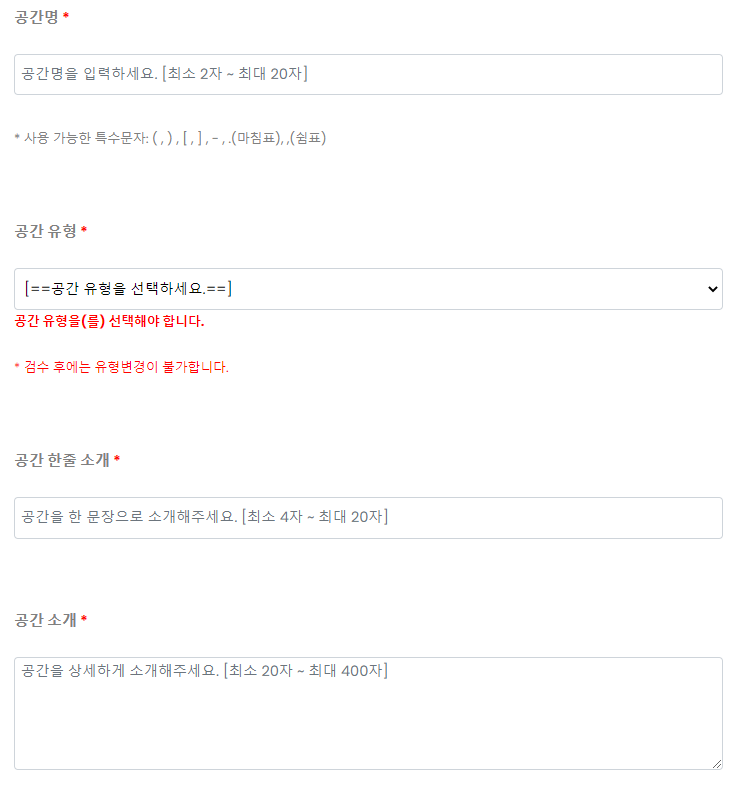 공간명 *
공간명을 입력하세요. [최소 2자 ~ 최대 20자]
* 사용 가능한 특수문자: ( , ) , [ , ] , - , .(마침표), ,(쉼표)
공간 유형 *
[==공간 유형을 선택하세요.==]
공간 유형을(를) 선택해야 합니다.
* 검수 후에는 유형변경이 불가합니다.
공간 한줄 소개 *
공간을 한 문장으로 소개해주세요. [최소 4자 ~ 최대 20자]
공간 소개 *
공간을 상세하게 소개해주세요. [최소 20자 ~ 최대 400자]